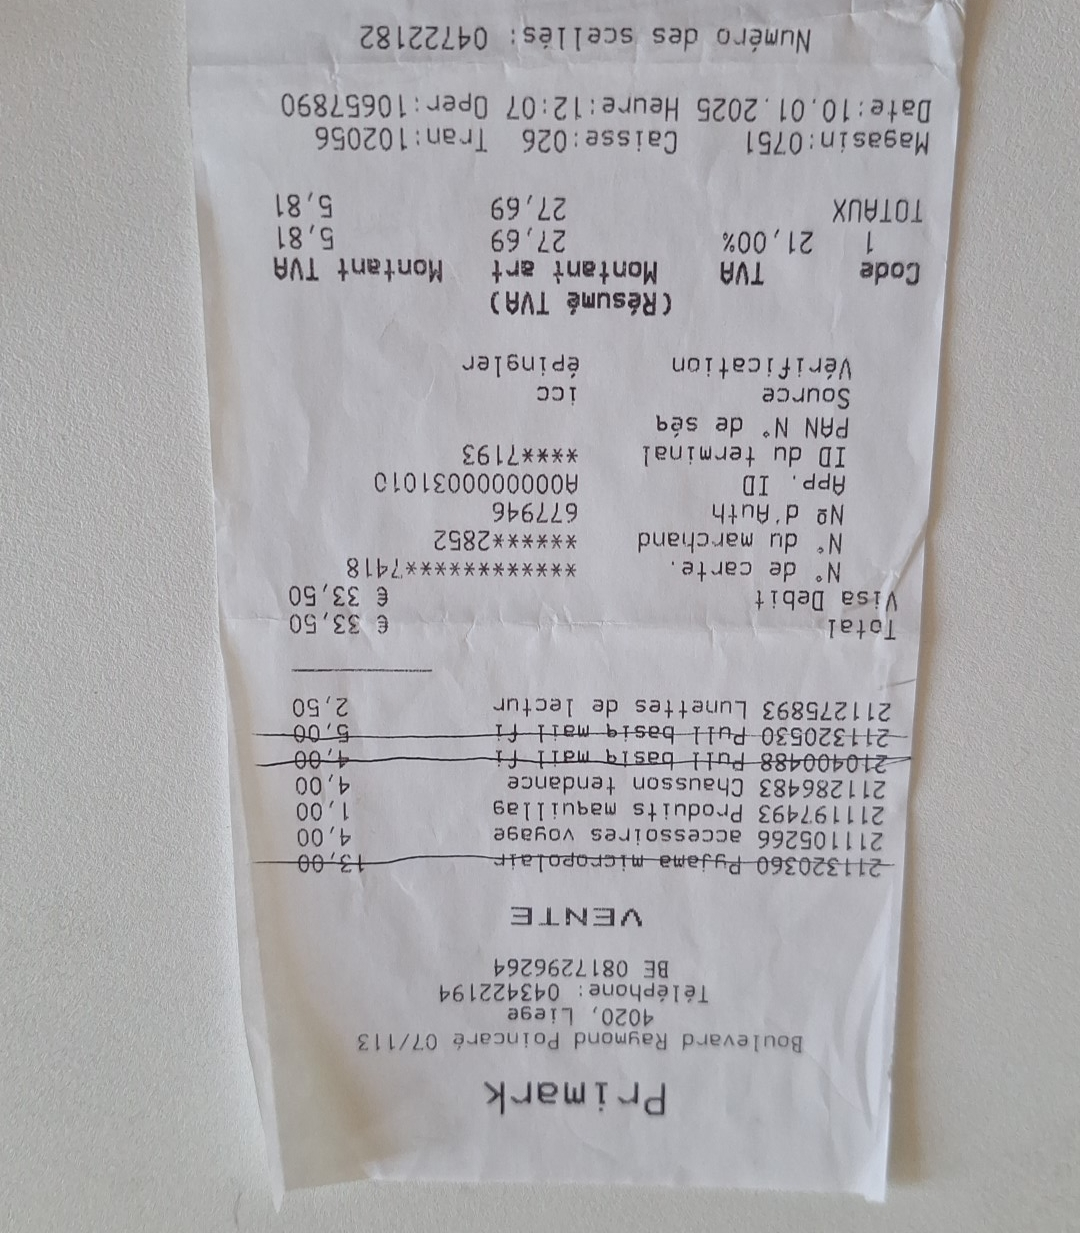 Primark
Boulevard Raymond Poincaré 07/113
4020, Liege
Téléphone: 043422194
BE 0817296264
VENTE
211320360 Pyjama micropolair 13,00
211105266 accessoires voyage 4,00
211197493 Produits maquillag 1,00
211286483 Chausson tendance 4,00
210400488 Pull basiq mail fi 4,00
211320530 Pull basiq mail fi 5,00
211275893 Lunettes de lectur 2,50
Total € 33,50
Visa Debit € 33,50
N° de carte. **************7418
N° du marchand ******2852
Nº d'Auth 677946
App. ID A0000000031010
ID du terminal ****7193
PAN N° de séq
Source icc
Vérification épingler
(Résumé TVA)
Code TVA Montant art Montant TVA
1 21,00% 27,69 5,81
TOTAUX 27,69 5,81
Magasin:0751 Caisse:026 Tran:102056
Date:10.01.2025 Heure:12:07 Oper:10657890
Numéro des scellés: 04722182